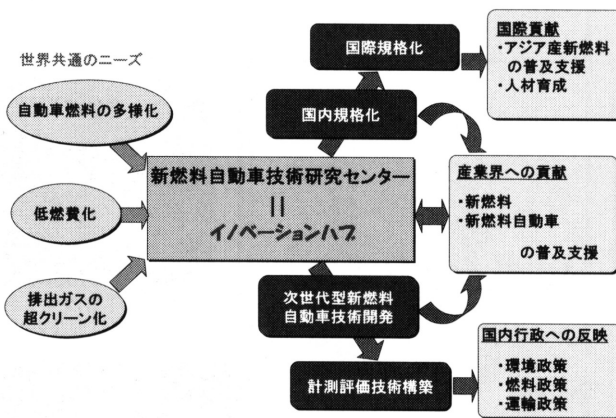 世界共通のニーズ
自動車燃料の多様化
低燃費化
排出ガスの
超クリーン化
新燃料自動車技術研究センター
||
イノベーションハブ
国際規格化
国内規格化
次世代型新燃料
自動車技術開発
計測評価技術構築
国際貢献
・アジア産新燃料
の普及支援
・人材育成
産業界への貢献
・新燃料
・新燃料自動車
の普及支援
国内行政への反映
・環境政策
・燃料政策
・運輸政策